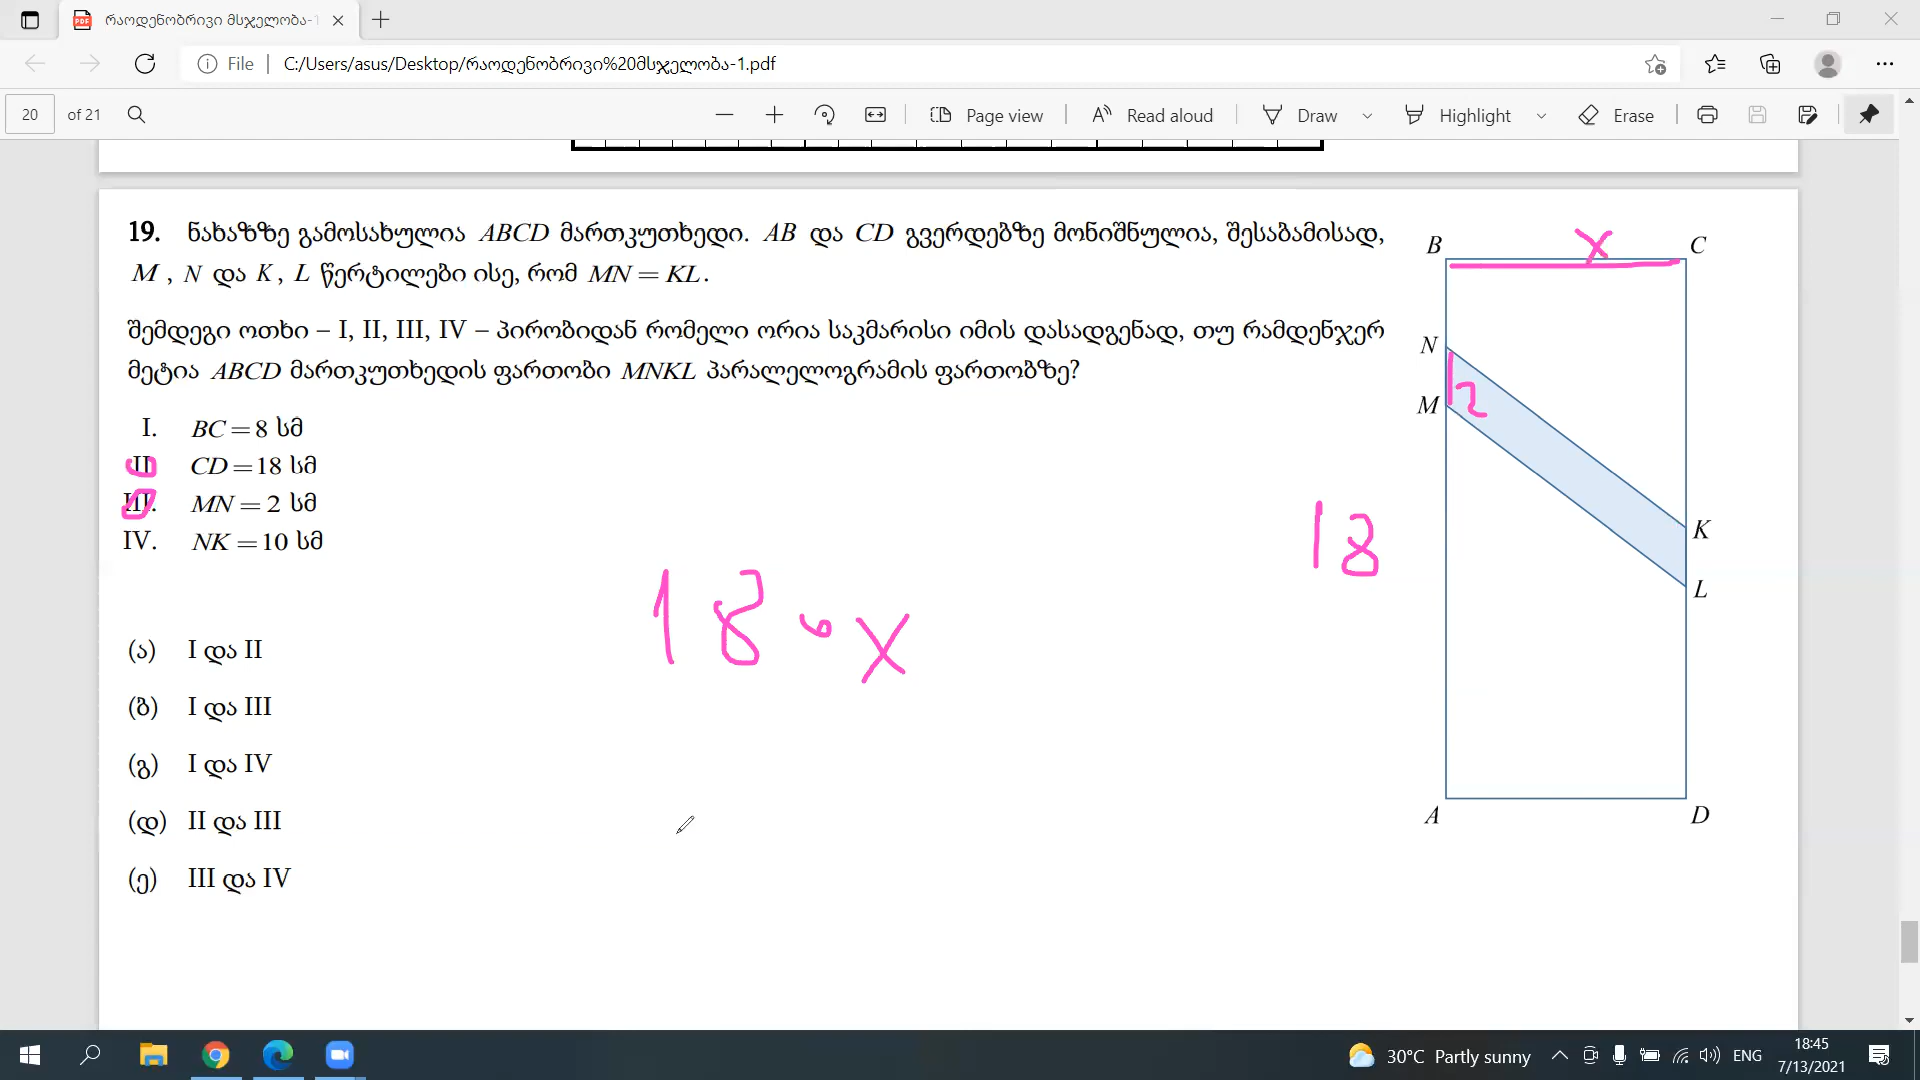 რაოდენობრივი მსჯელობა-1
File
C:/Users/asus/Desktop/რაოდენობრივი%20მსჯელობა-1.pdf
20 of 21
Page view
Read aloud
Draw
Highlight
Erase
19. ნახაზზე გამოსახულია ABCD მართკუთხედი. AB და CD გვერდებზე მონიშნულია, შესაბამისად,
M , N და K , L წერტილები ისე, რომ MN = KL.
შემდეგი ოთხი – I, II, III, IV – პირობიდან რომელი ორია საკმარისი იმის დასადგენად, თუ რამდენჯერ
მეტია ABCD მართკუთხედის ფართობი MNKL პარალელოგრამის ფართობზე?
I. BC = 8 სმ
II. CD = 18 სმ
III. MN = 2 სმ
IV. NK = 10 სმ
(ა) I და II
(ბ) I და III
(გ) I და IV
(დ) II და III
(ე) III და IV
18 · x
18
x
B
C
N
2
M
K
L
A
D
30°C Partly sunny
ENG
18:45
7/13/2021